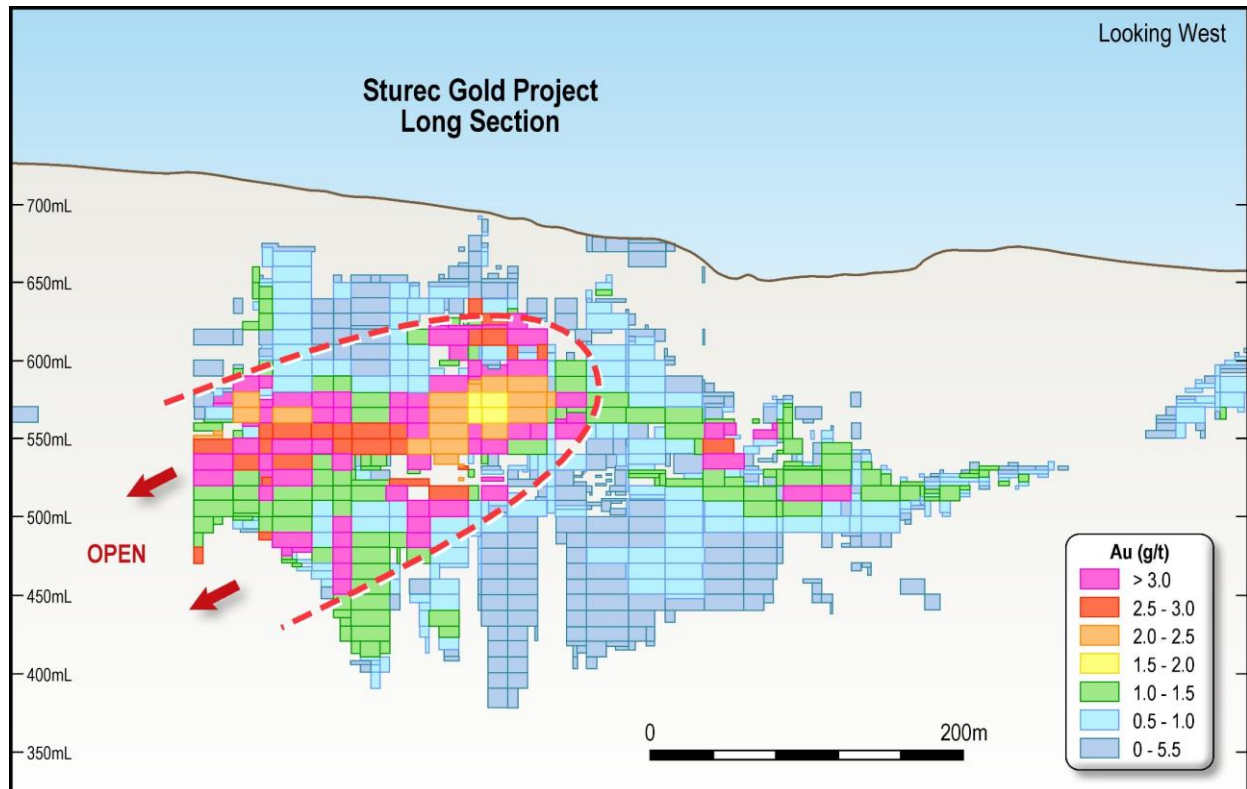 Looking West
Sturec Gold Project
Long Section
700mL
650mL
600mL
550mL
500mL
450mL
400mL
350mL
OPEN
0
200m
Au (g/t)
> 3.0
2.5 - 3.0
2.0 - 2.5
1.5 - 2.0
1.0 - 1.5
0.5 - 1.0
0 - 5.5